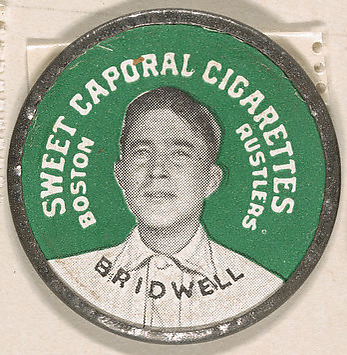 SWEET CAPORAL CIGARETTES
BOSTON
RUSTLERS
BRIDWELL